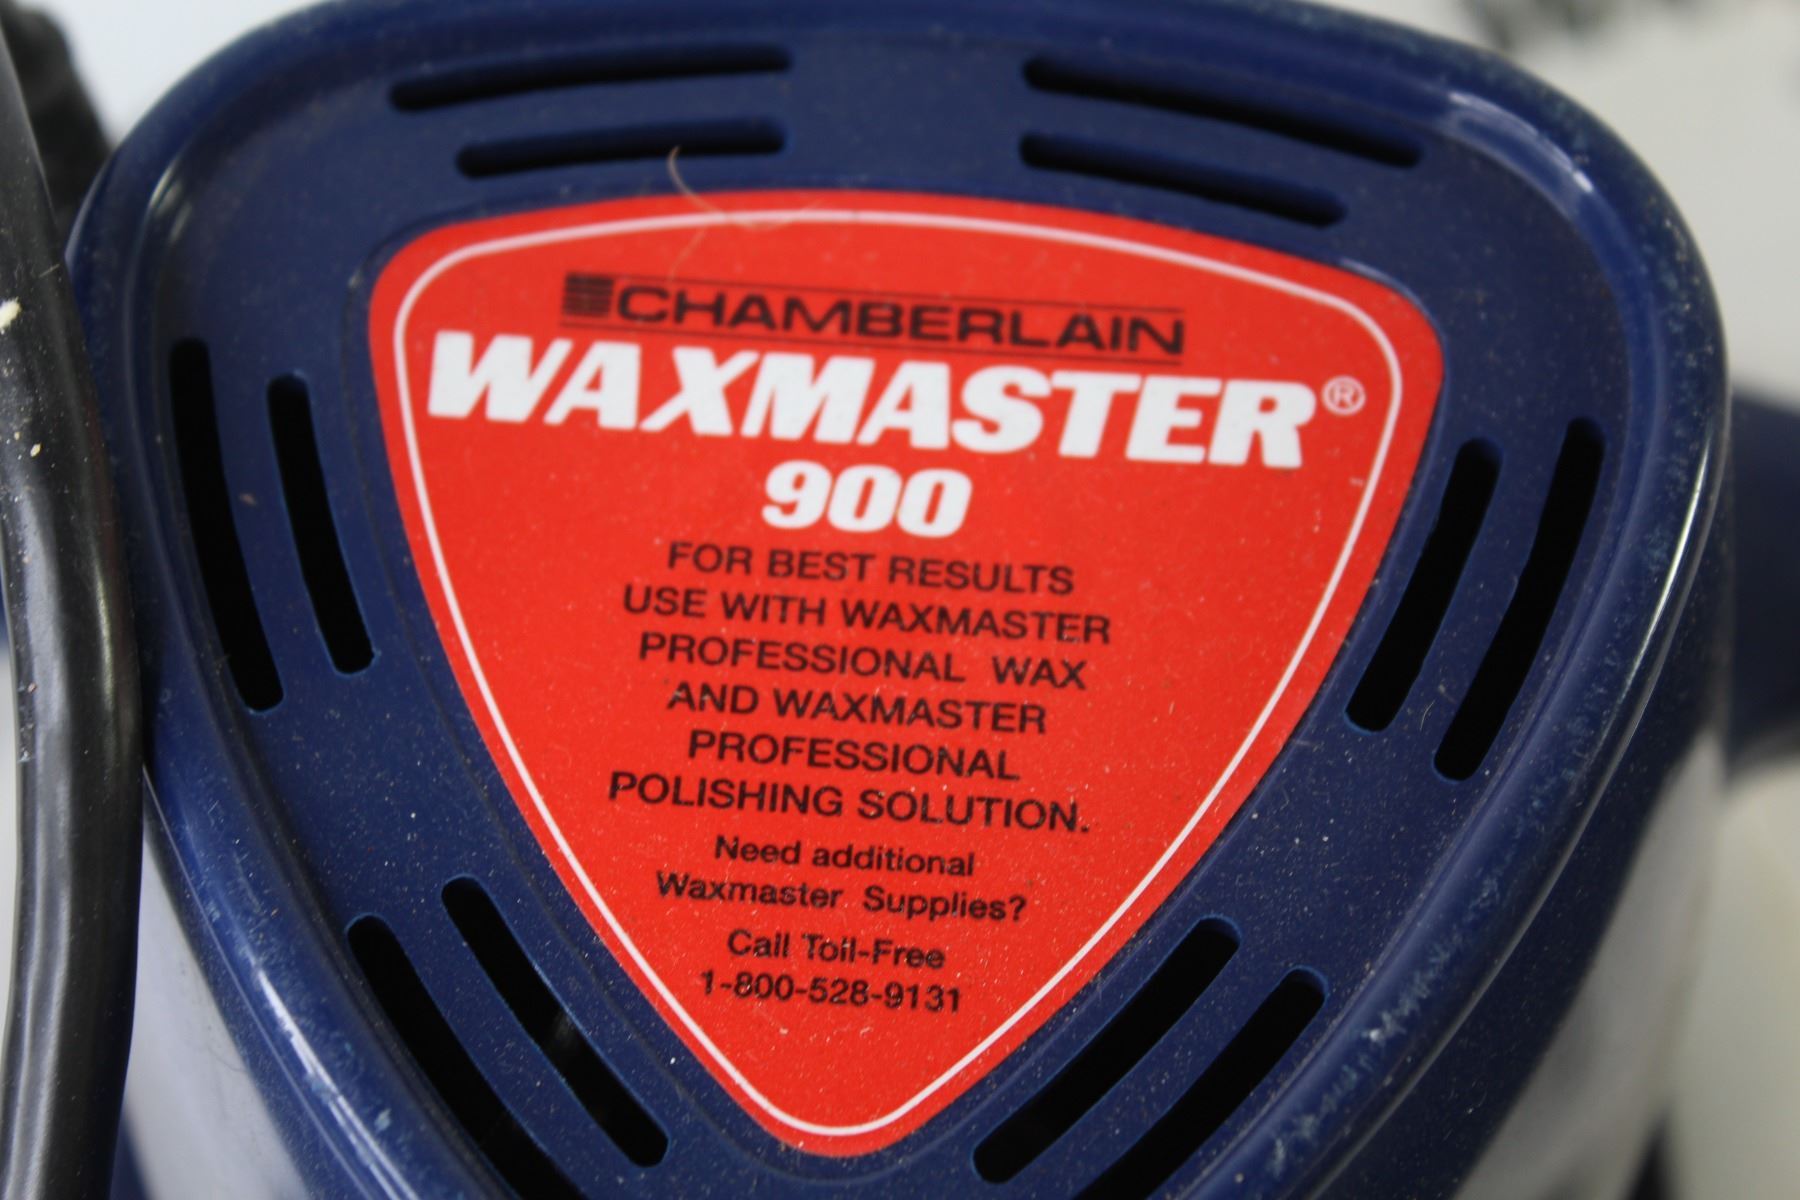 CHAMBERLAIN
WAXMASTER®
900
FOR BEST RESULTS
USE WITH WAXMASTER
PROFESSIONAL WAX
AND WAXMASTER
PROFESSIONAL
POLISHING SOLUTION.
Need additional
Waxmaster Supplies?
Call Toll-Free
1-800-528-9131